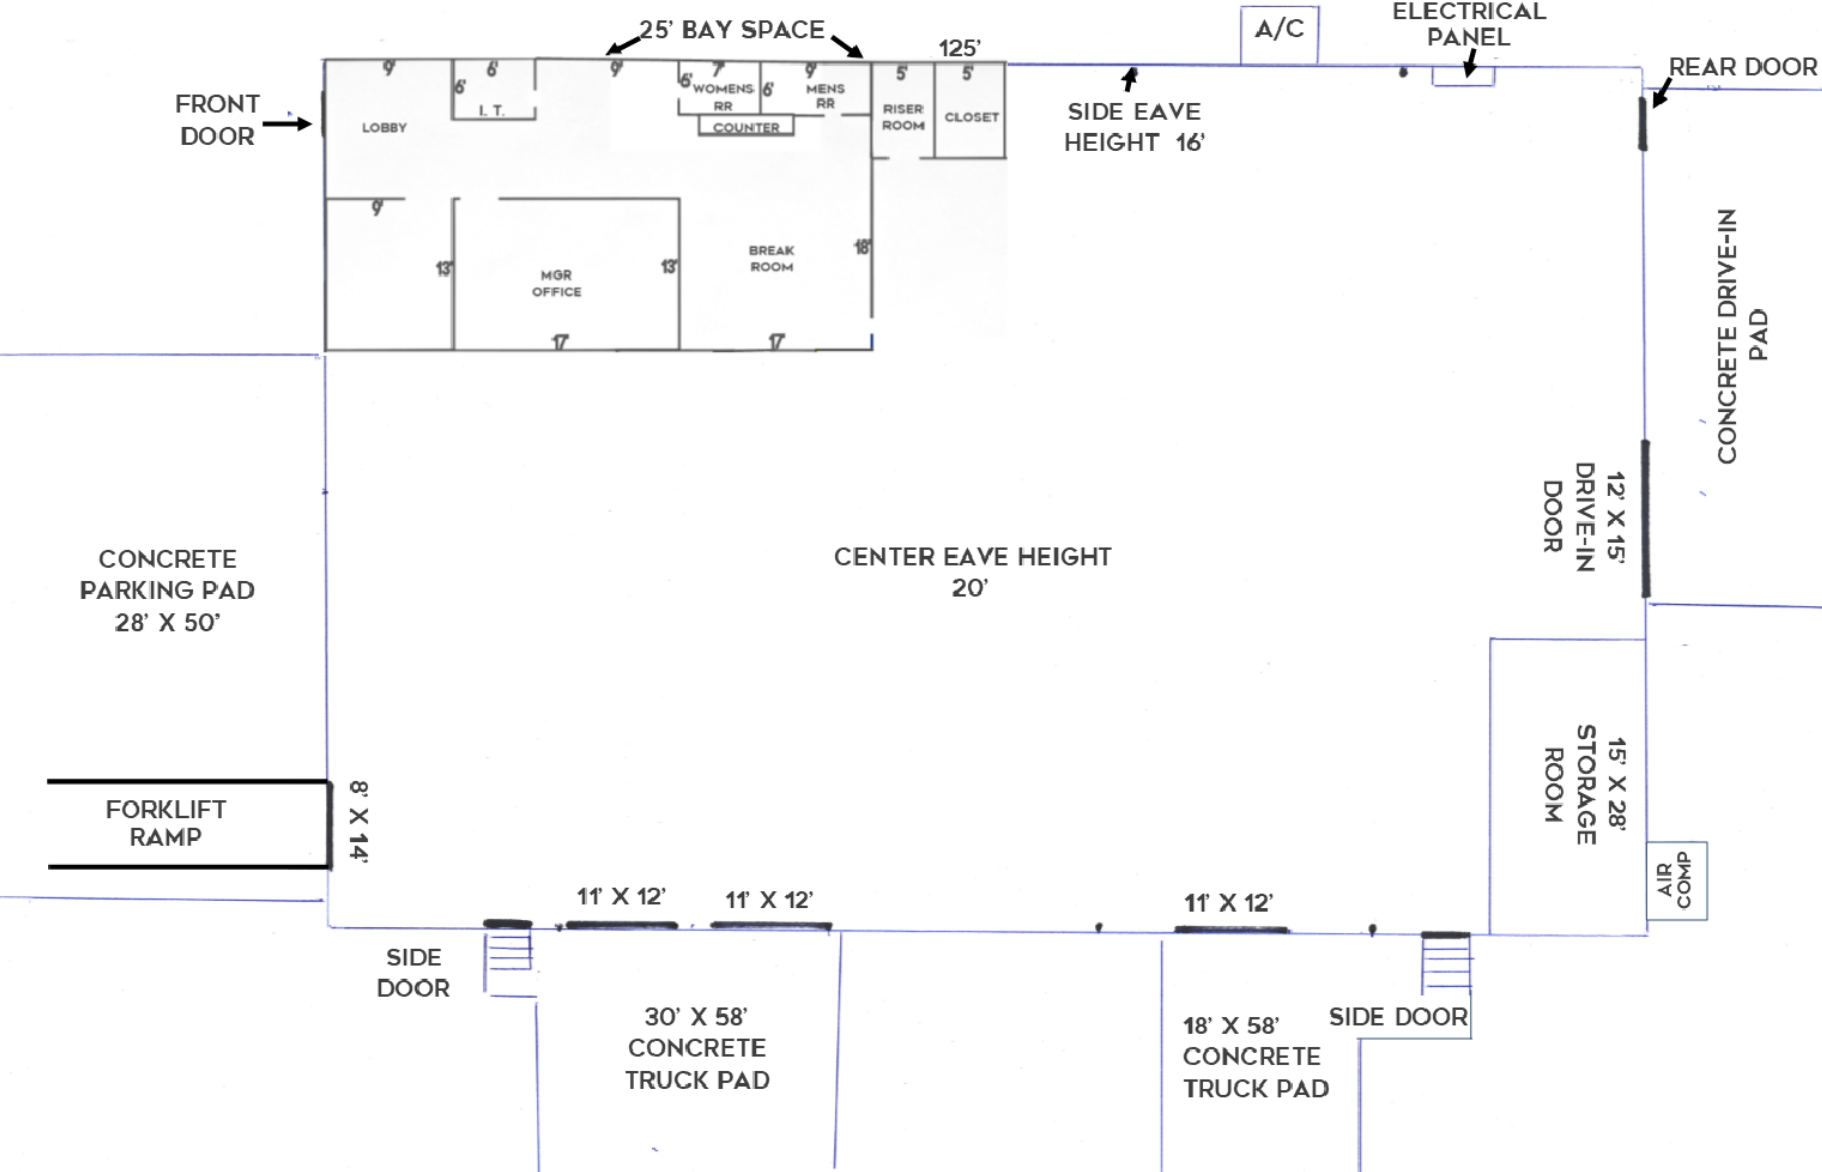 ELECTRICAL
PANEL
25' BAY SPACE
A/C
125'
REAR DOOR
9'
6'
9'
7'
9'
5'
5'
6'
6'
6'
WOMENS
RR
MENS
RR
FRONT
DOOR
LOBBY
I. T.
COUNTER
RISER
ROOM
CLOSET
SIDE EAVE
HEIGHT 16'
9'
13'
MGR
OFFICE
13'
BREAK
ROOM
18'
17'
17'
CONCRETE DRIVE-IN
PAD
12' X 15'
DRIVE-IN
DOOR
CENTER EAVE HEIGHT
20'
CONCRETE
PARKING PAD
28' X 50'
FORKLIFT
RAMP
8' X 14'
15' X 28'
STORAGE
ROOM
AIR
COMP
11' X 12'
11' X 12'
11' X 12'
SIDE
DOOR
30' X 58'
CONCRETE
TRUCK PAD
18' X 58'
CONCRETE
TRUCK PAD
SIDE DOOR